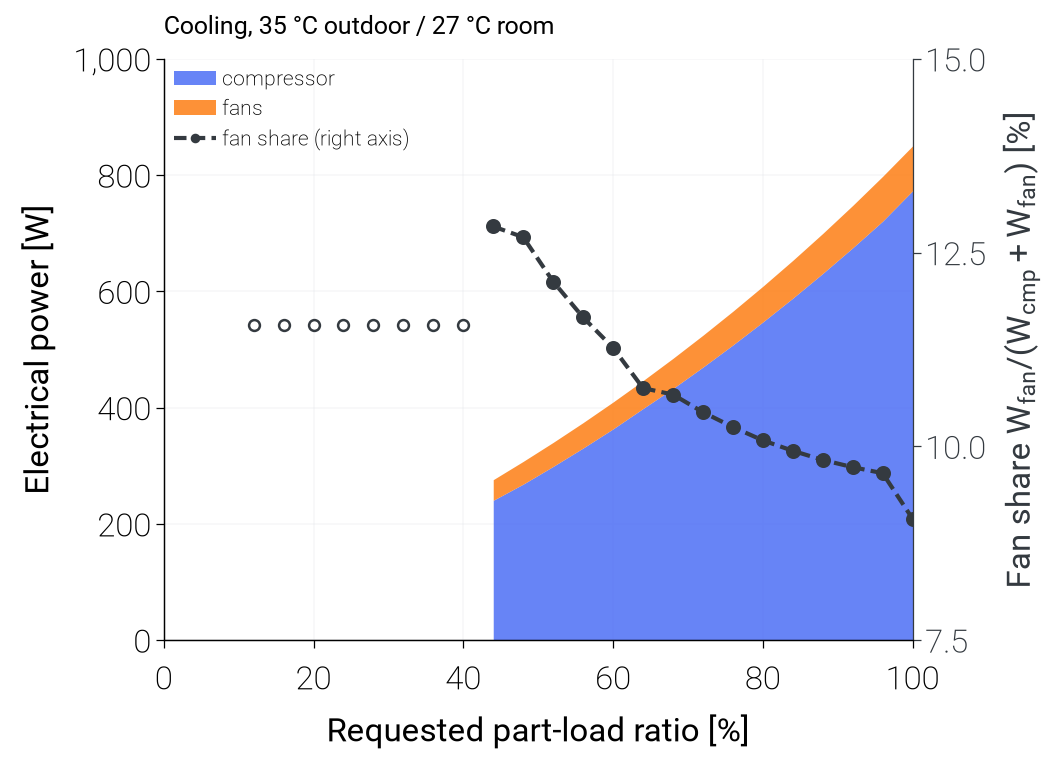 Cooling, 35 °C outdoor / 27 °C room
compressor
fans
fan share (right axis)
1,000
800
600
400
200
0
Electrical power [W]
0
20
40
60
80
100
Requested part-load ratio [%]
15.0
12.5
10.0
7.5
Fan share Wfan/(Wcmp + Wfan) [%]